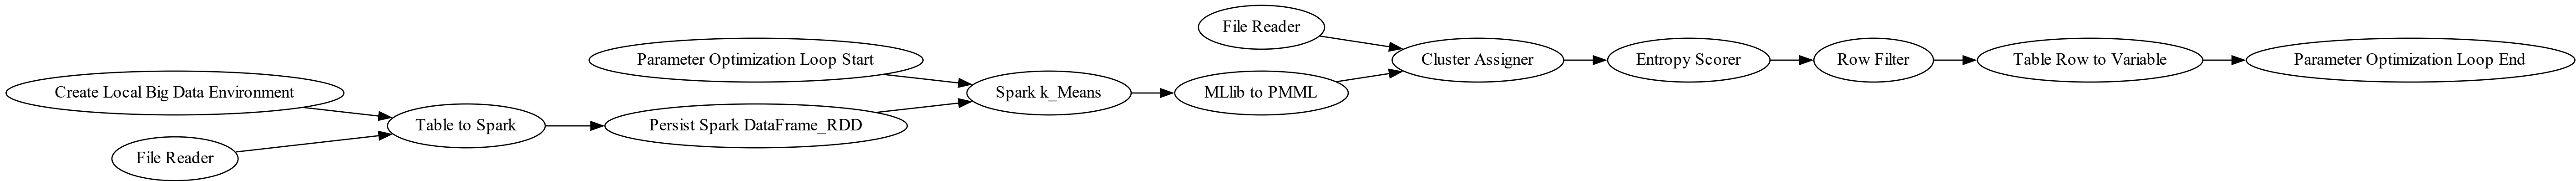 File Reader
Parameter Optimization Loop Start
Cluster Assigner
Entropy Scorer
Row Filter
Table Row to Variable
Parameter Optimization Loop End
Create Local Big Data Environment
Spark k_Means
MLlib to PMML
Table to Spark
Persist Spark DataFrame_RDD
File Reader